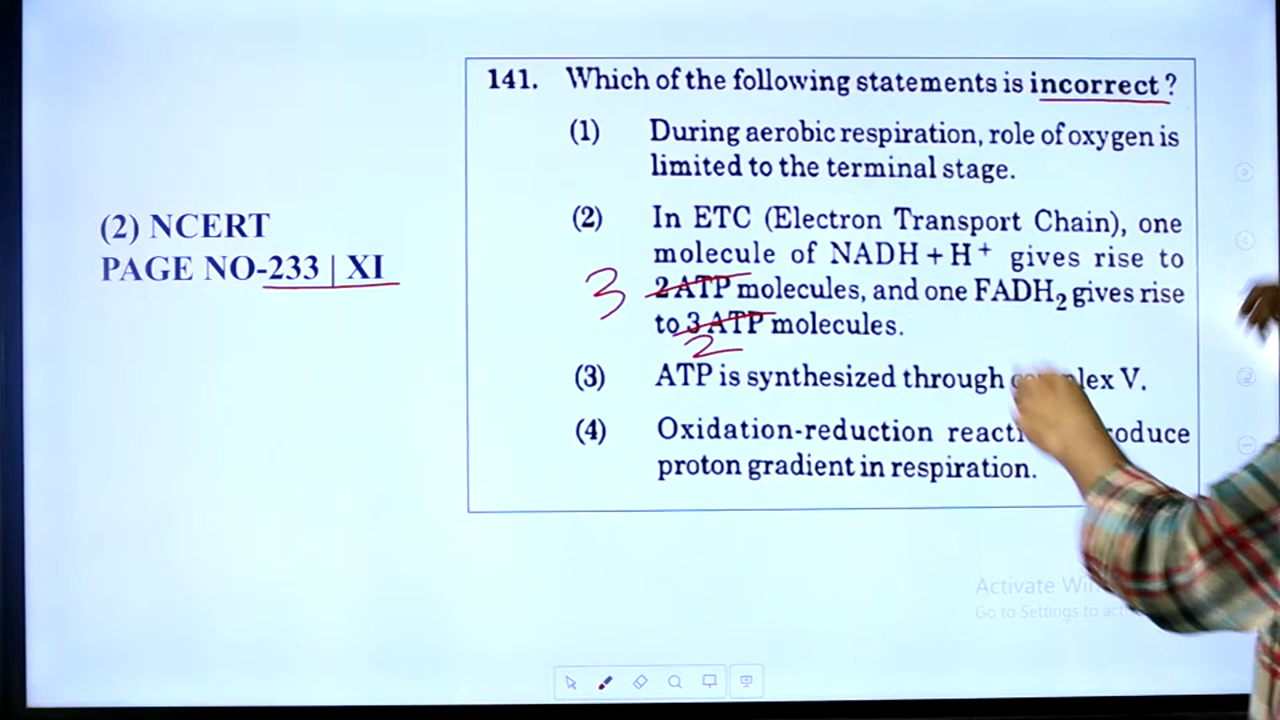 141. Which of the following statements is incorrect ?
(1) During aerobic respiration, role of oxygen is
limited to the terminal stage.
(2) NCERT
PAGE NO-233 | XI
(2) In ETC (Electron Transport Chain), one
molecule of NADH + H⁺ gives rise to
3 2 ATP molecules, and one FADH₂ gives rise
to 3 ATP molecules.
2
(3) ATP is synthesized through V.
(4) Oxidation-reduction
proton gradient in respiration.
Activate
Go to Settings to